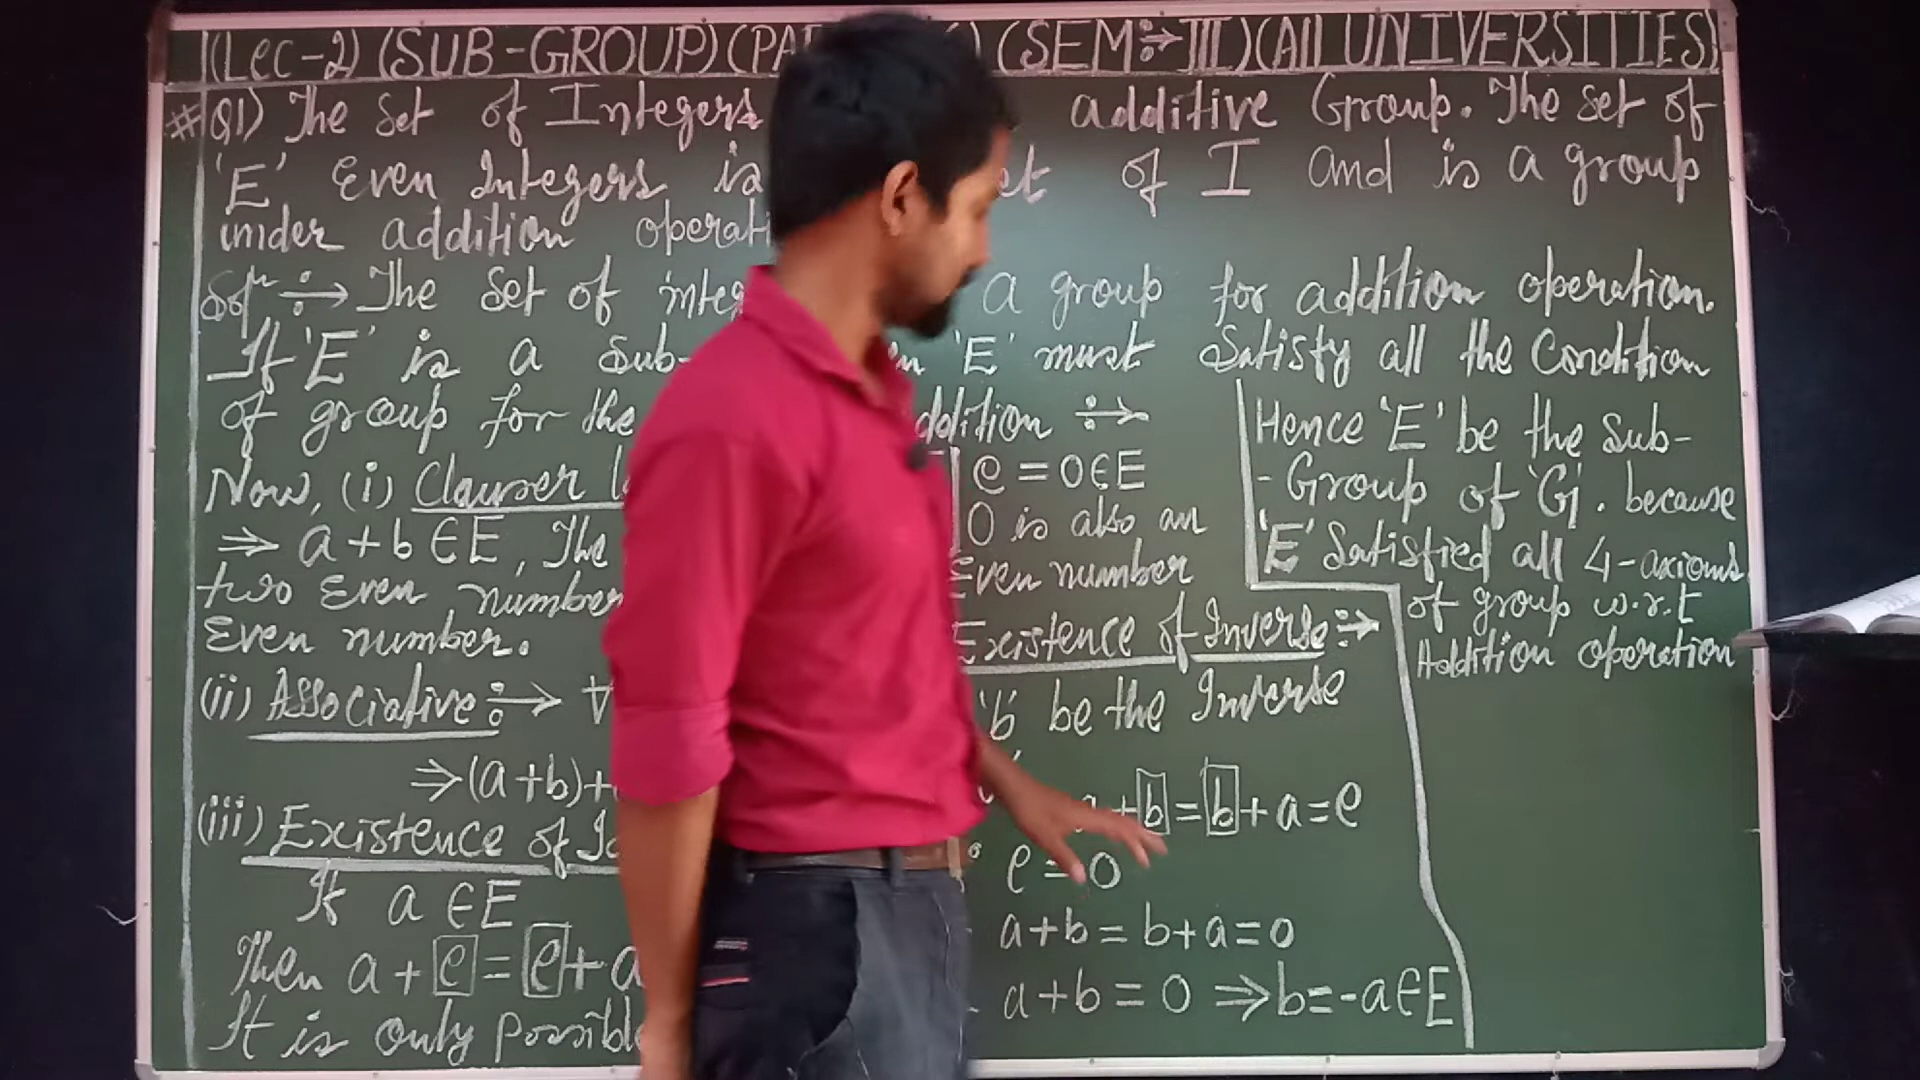 (Lec-2) (SUB-GROUP) (SEM:→III) (All UNIVERSITIES)
#Q1) The Set of Integers additive Group. The set of
'E' Even Integers is of I and is a group
under addition
Solⁿ:→ The set of a group for addition operation.
If 'E' is a Sub- 'E' must Satisfy all the Condition
of group for the :→
Now, (i) Clauser
⇒ a+b∈E, The
two Even number
Even number.
(ii) Associative:→ ∀
⇒(a+b)+
(iii) Existence of
If a∈E
Then a+e=e+a
It is only possible
e=0∈E
0 is also an
Even number
Existence of Inverse:→
'b' be the Inverse
+b=b+a=e
e=0
a+b=b+a=0
a+b=0 ⇒b=-a∈E
Hence 'E' be the Sub-
-Group of 'G'. because
'E' Satisfied all 4-axioms
of group w.r.t
Addition operation